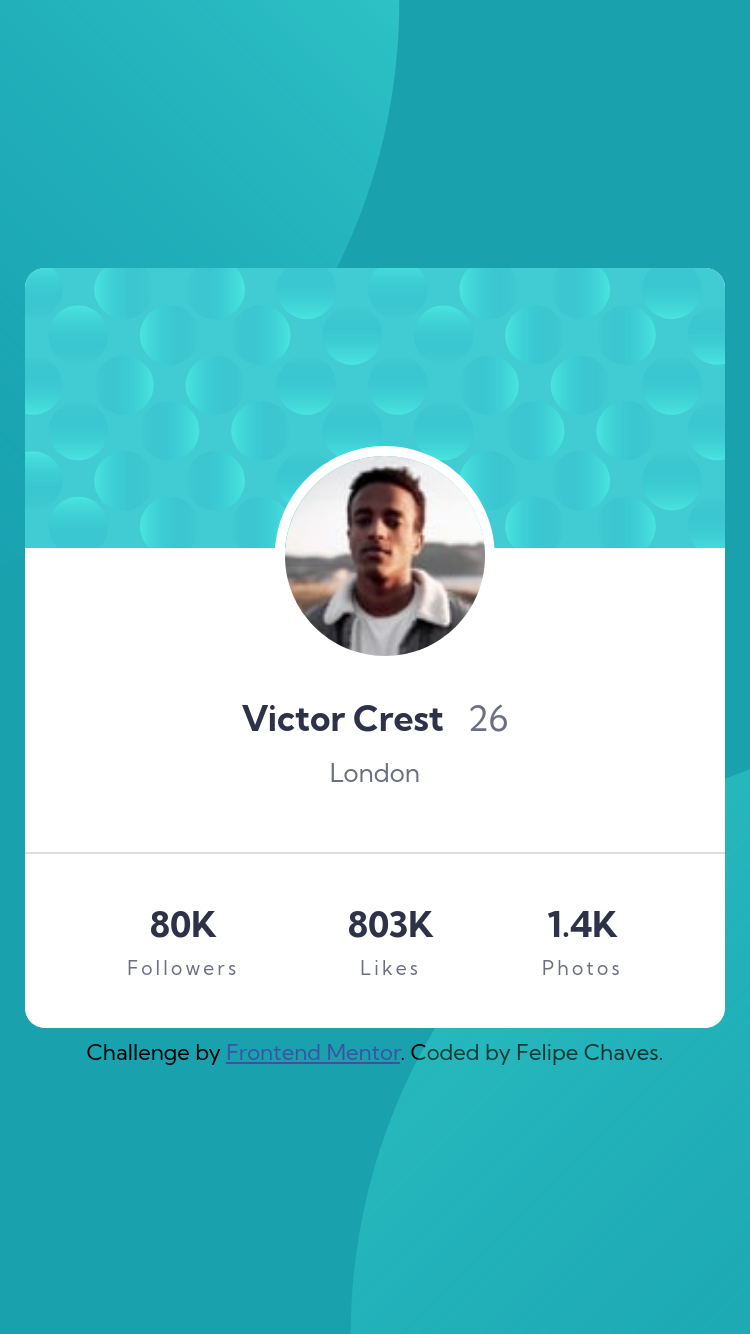 Victor Crest 26
London
80K 803K 1.4K
Followers Likes Photos
Challenge by Frontend Mentor. Coded by Felipe Chaves.